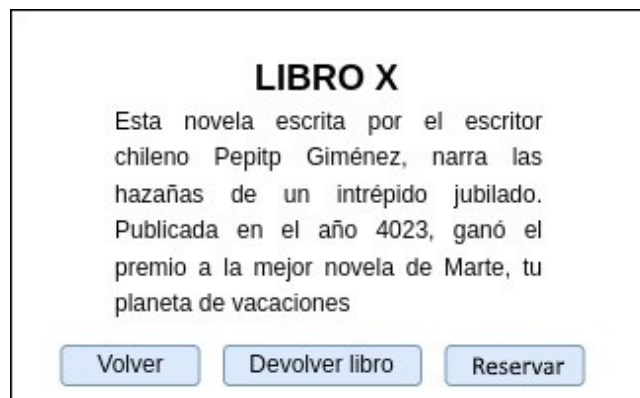 LIBRO X
Esta novela escrita por el escritor
chileno Pepitp Giménez, narra las
hazañas de un intrépido jubilado.
Publicada en el año 4023, ganó el
premio a la mejor novela de Marte, tu
planeta de vacaciones
Volver Devolver libro Reservar